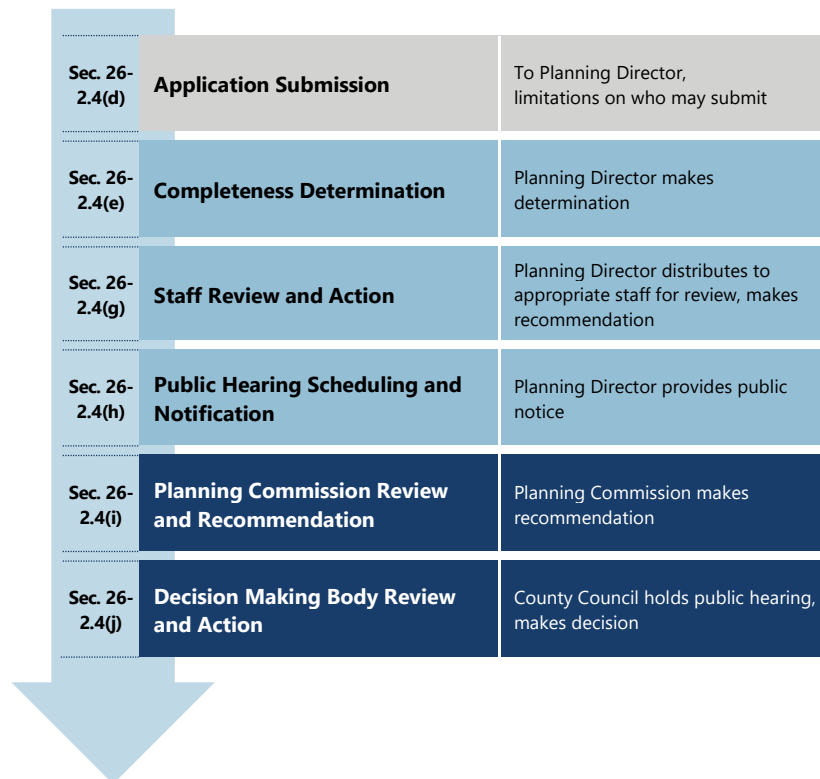 Sec. 26-
2.4(d)
Application Submission
To Planning Director,
limitations on who may submit
Sec. 26-
2.4(e)
Completeness Determination
Planning Director makes
determination
Sec. 26-
2.4(g)
Staff Review and Action
Planning Director distributes to
appropriate staff for review, makes
recommendation
Sec. 26-
2.4(h)
Public Hearing Scheduling and
Notification
Planning Director provides public
notice
Sec. 26-
2.4(i)
Planning Commission Review
and Recommendation
Planning Commission makes
recommendation
Sec. 26-
2.4(j)
Decision Making Body Review
and Action
County Council holds public hearing,
makes decision